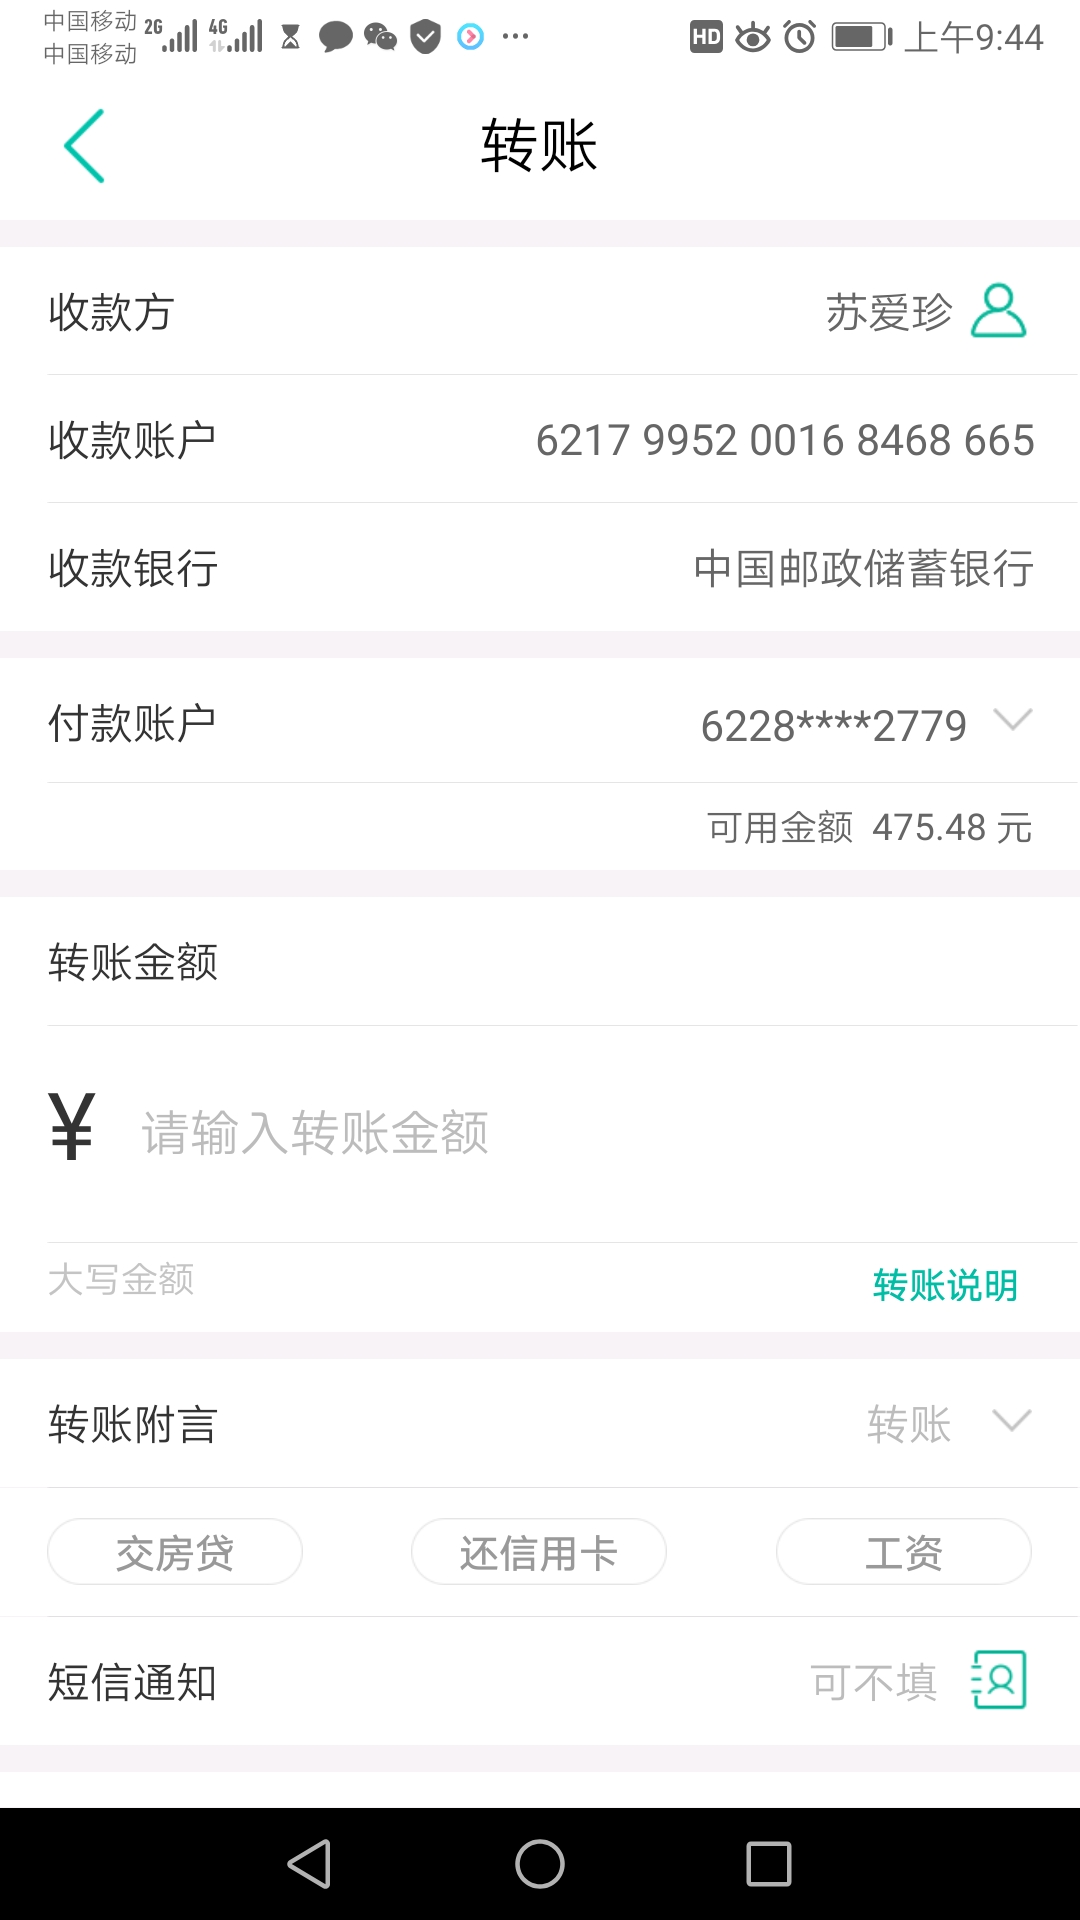 中国移动 2G 4G HD 上午9:44
中国移动
转账
收款方 苏爱珍
收款账户 6217 9952 0016 8468 665
收款银行 中国邮政储蓄银行
付款账户 6228****2779
可用金额 475.48 元
转账金额
¥ 请输入转账金额
大写金额 转账说明
转账附言 转账
交房贷 还信用卡 工资
短信通知 可不填